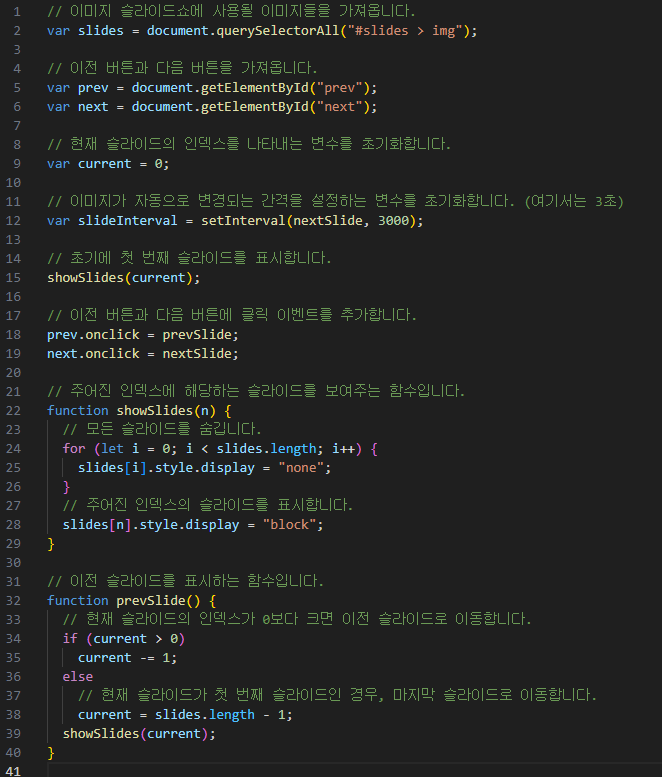 1 // 이미지 슬라이드쇼에 사용될 이미지들을 가져옵니다.
2 var slides = document.querySelectorAll("#slides > img");
3
4 // 이전 버튼과 다음 버튼을 가져옵니다.
5 var prev = document.getElementById("prev");
6 var next = document.getElementById("next");
7
8 // 현재 슬라이드의 인덱스를 나타내는 변수를 초기화합니다.
9 var current = 0;
10
11 // 이미지가 자동으로 변경되는 간격을 설정하는 변수를 초기화합니다. (여기서는 3초)
12 var slideInterval = setInterval(nextSlide, 3000);
13
14 // 초기에 첫 번째 슬라이드를 표시합니다.
15 showSlides(current);
16
17 // 이전 버튼과 다음 버튼에 클릭 이벤트를 추가합니다.
18 prev.onclick = prevSlide;
19 next.onclick = nextSlide;
20
21 // 주어진 인덱스에 해당하는 슬라이드를 보여주는 함수입니다.
22 function showSlides(n) {
23   // 모든 슬라이드를 숨깁니다.
24   for (let i = 0; i < slides.length; i++) {
25     slides[i].style.display = "none";
26   }
27   // 주어진 인덱스의 슬라이드를 표시합니다.
28   slides[n].style.display = "block";
29 }
30
31 // 이전 슬라이드를 표시하는 함수입니다.
32 function prevSlide() {
33   // 현재 슬라이드의 인덱스가 0보다 크면 이전 슬라이드로 이동합니다.
34   if (current > 0)
35     current -= 1;
36   else
37     // 현재 슬라이드가 첫 번째 슬라이드인 경우, 마지막 슬라이드로 이동합니다.
38     current = slides.length - 1;
39   showSlides(current);
40 }
41